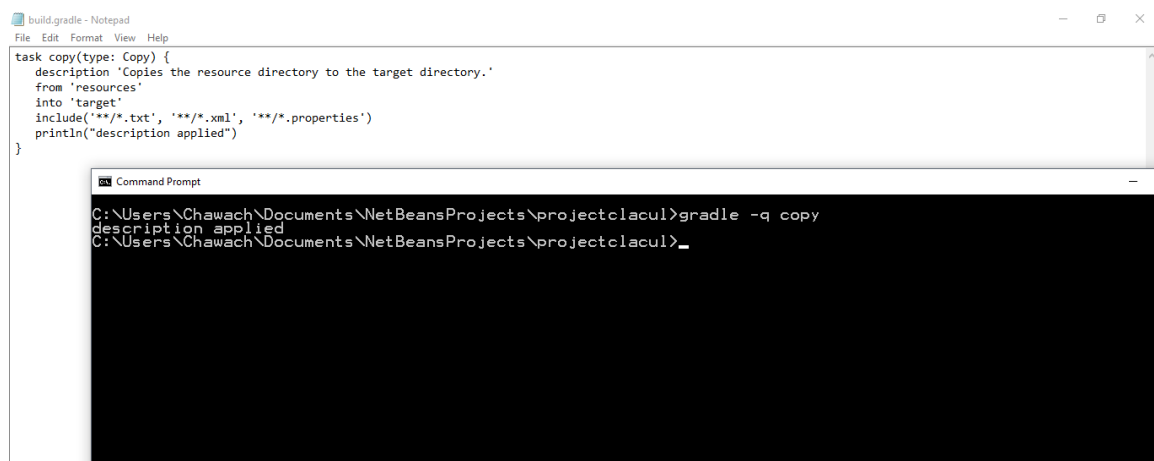 build.gradle - Notepad
File Edit Format View Help
task copy(type: Copy) {
   description 'Copies the resource directory to the target directory.'
   from 'resources'
   into 'target'
   include('**/*.txt', '**/*.xml', '**/*.properties')
   println("description applied")
}
Command Prompt
C:\Users\Chawach\Documents\NetBeansProjects\projectclacul>gradle -q copy
description applied
C:\Users\Chawach\Documents\NetBeansProjects\projectclacul>